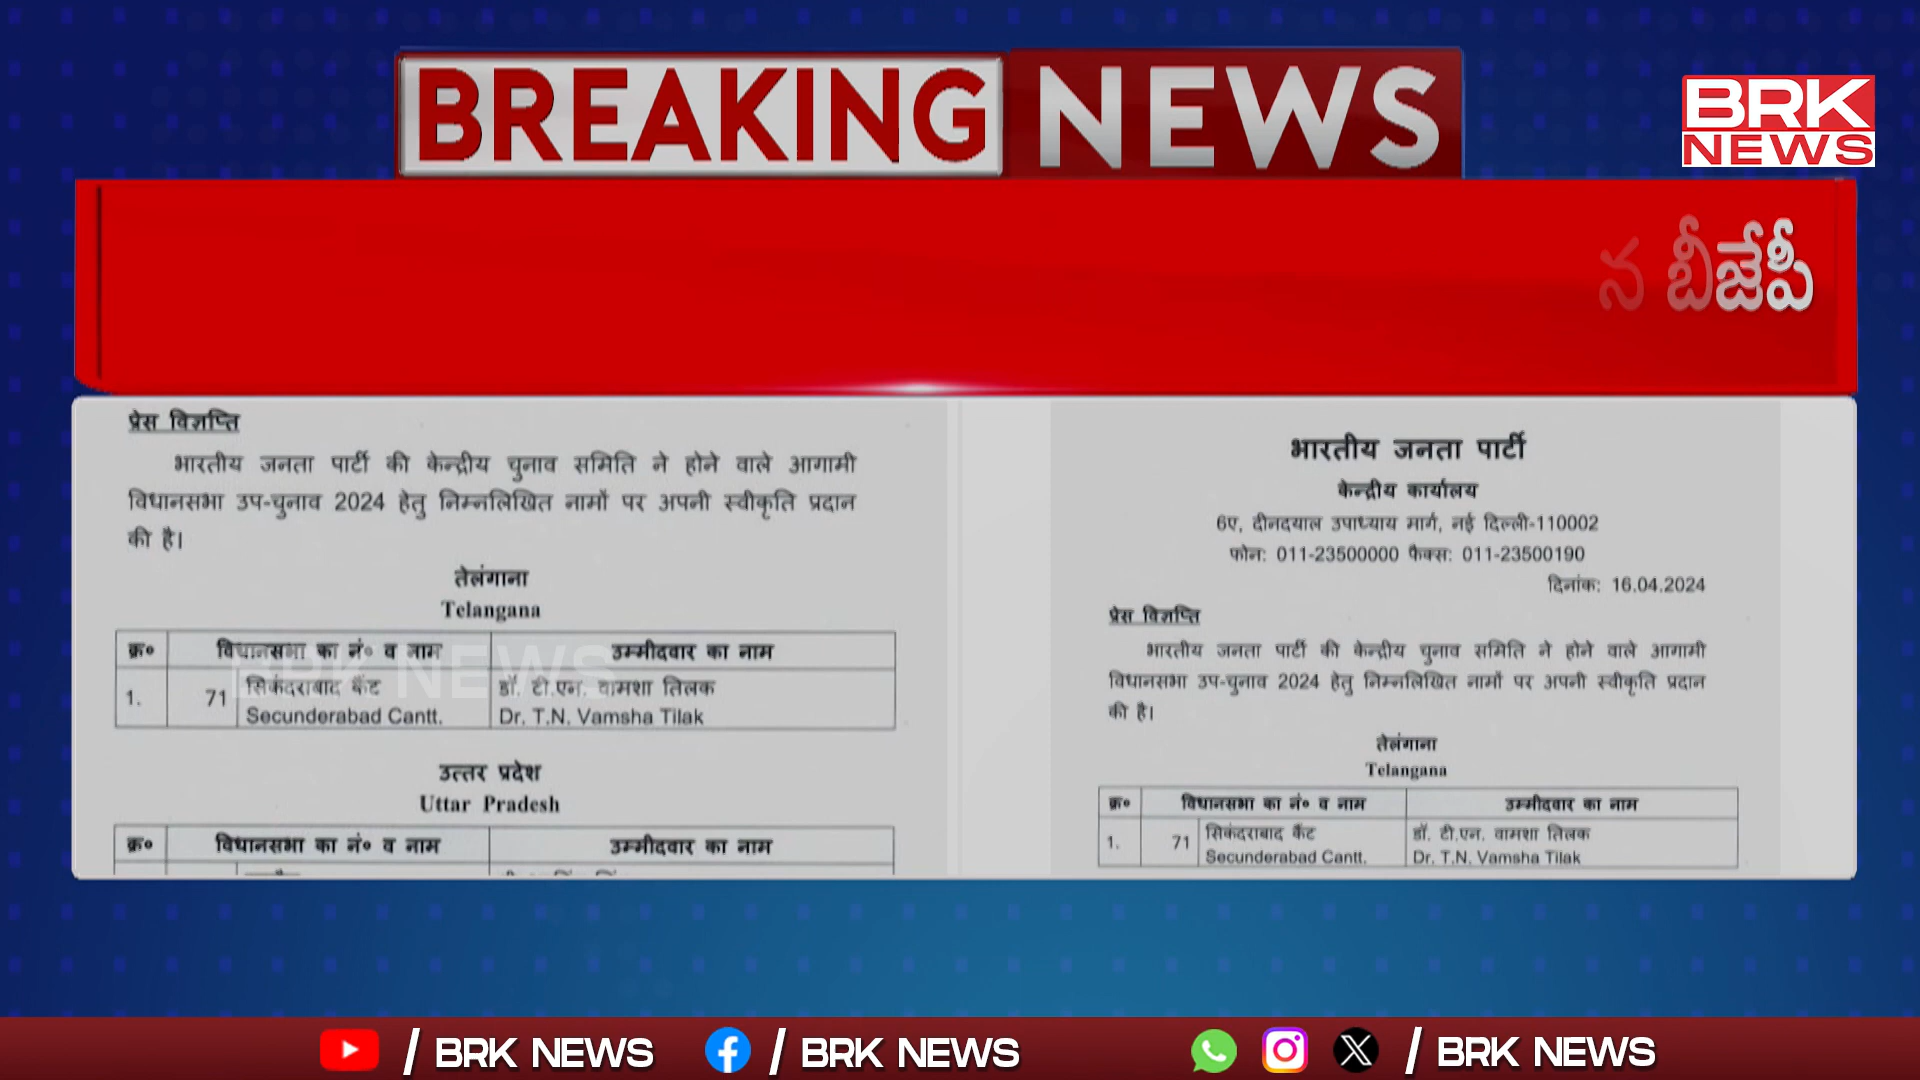 BREAKING NEWS
BRK
NEWS
న బీజేపీ
प्रेस विज्ञप्ति
भारतीय जनता पार्टी की केन्द्रीय चुनाव समिति ने होने वाले आगामी
विधानसभा उप-चुनाव 2024 हेतु निम्नलिखित नामों पर अपनी स्वीकृति प्रदान
की है।
तेलंगाना
Telangana
क्र० विधानसभा का नं० व नाम उम्मीदवार का नाम
1. 71 सिकंदराबाद कैंट डॉ. टी.एन. वामशा तिलक
Secunderabad Cantt. Dr. T.N. Vamsha Tilak
BRK NEWS
उत्तर प्रदेश
Uttar Pradesh
क्र० विधानसभा का नं० व नाम उम्मीदवार का नाम
भारतीय जनता पार्टी
केन्द्रीय कार्यालय
6ए, दीनदयाल उपाध्याय मार्ग, नई दिल्ली-110002
फोन: 011-23500000 फैक्स: 011-23500190
दिनांक: 16.04.2024
प्रेस विज्ञप्ति
भारतीय जनता पार्टी की केन्द्रीय चुनाव समिति ने होने वाले आगामी
विधानसभा उप-चुनाव 2024 हेतु निम्नलिखित नामों पर अपनी स्वीकृति प्रदान
की है।
तेलंगाना
Telangana
क्र० विधानसभा का नं० व नाम उम्मीदवार का नाम
1. 71 सिकंदराबाद कैंट डॉ. टी.एन. वामशा तिलक
Secunderabad Cantt. Dr. T.N. Vamsha Tilak
/ BRK NEWS / BRK NEWS / BRK NEWS